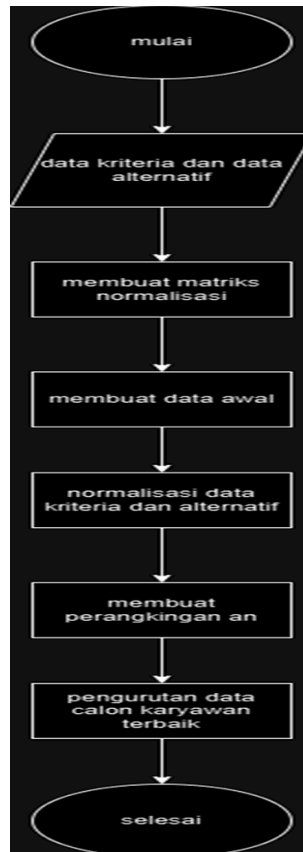 mulai
data kriteria dan data
alternatif
membuat matriks
normalisasi
membuat data awal
normalisasi data
kriteria dan alternatif
membuat
perangkingan an
pengurutan data
calon karyawan
terbaik
selesai